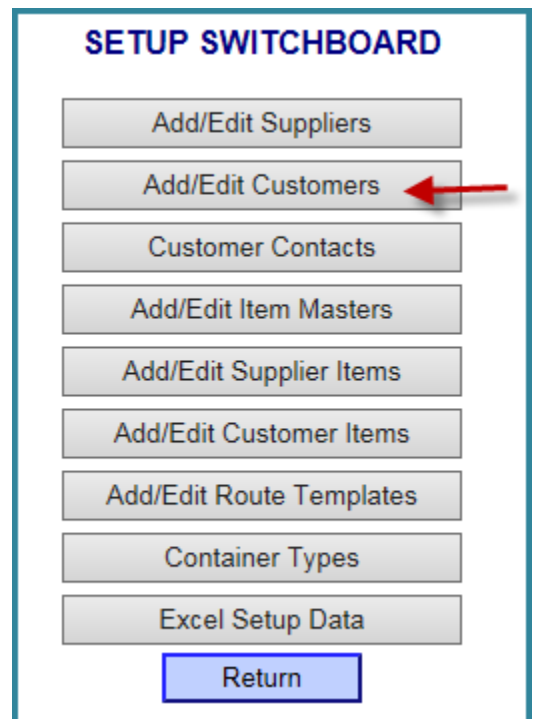 SETUP SWITCHBOARD
Add/Edit Suppliers
Add/Edit Customers
Customer Contacts
Add/Edit Item Masters
Add/Edit Supplier Items
Add/Edit Customer Items
Add/Edit Route Templates
Container Types
Excel Setup Data
Return